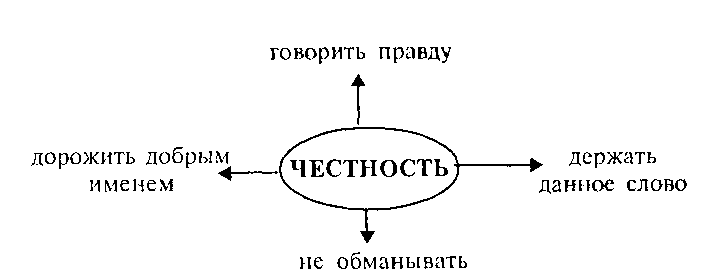 говорить правду
дорожить добрым
именем
ЧЕСТНОСТЬ
держать
данное слово
не обманывать